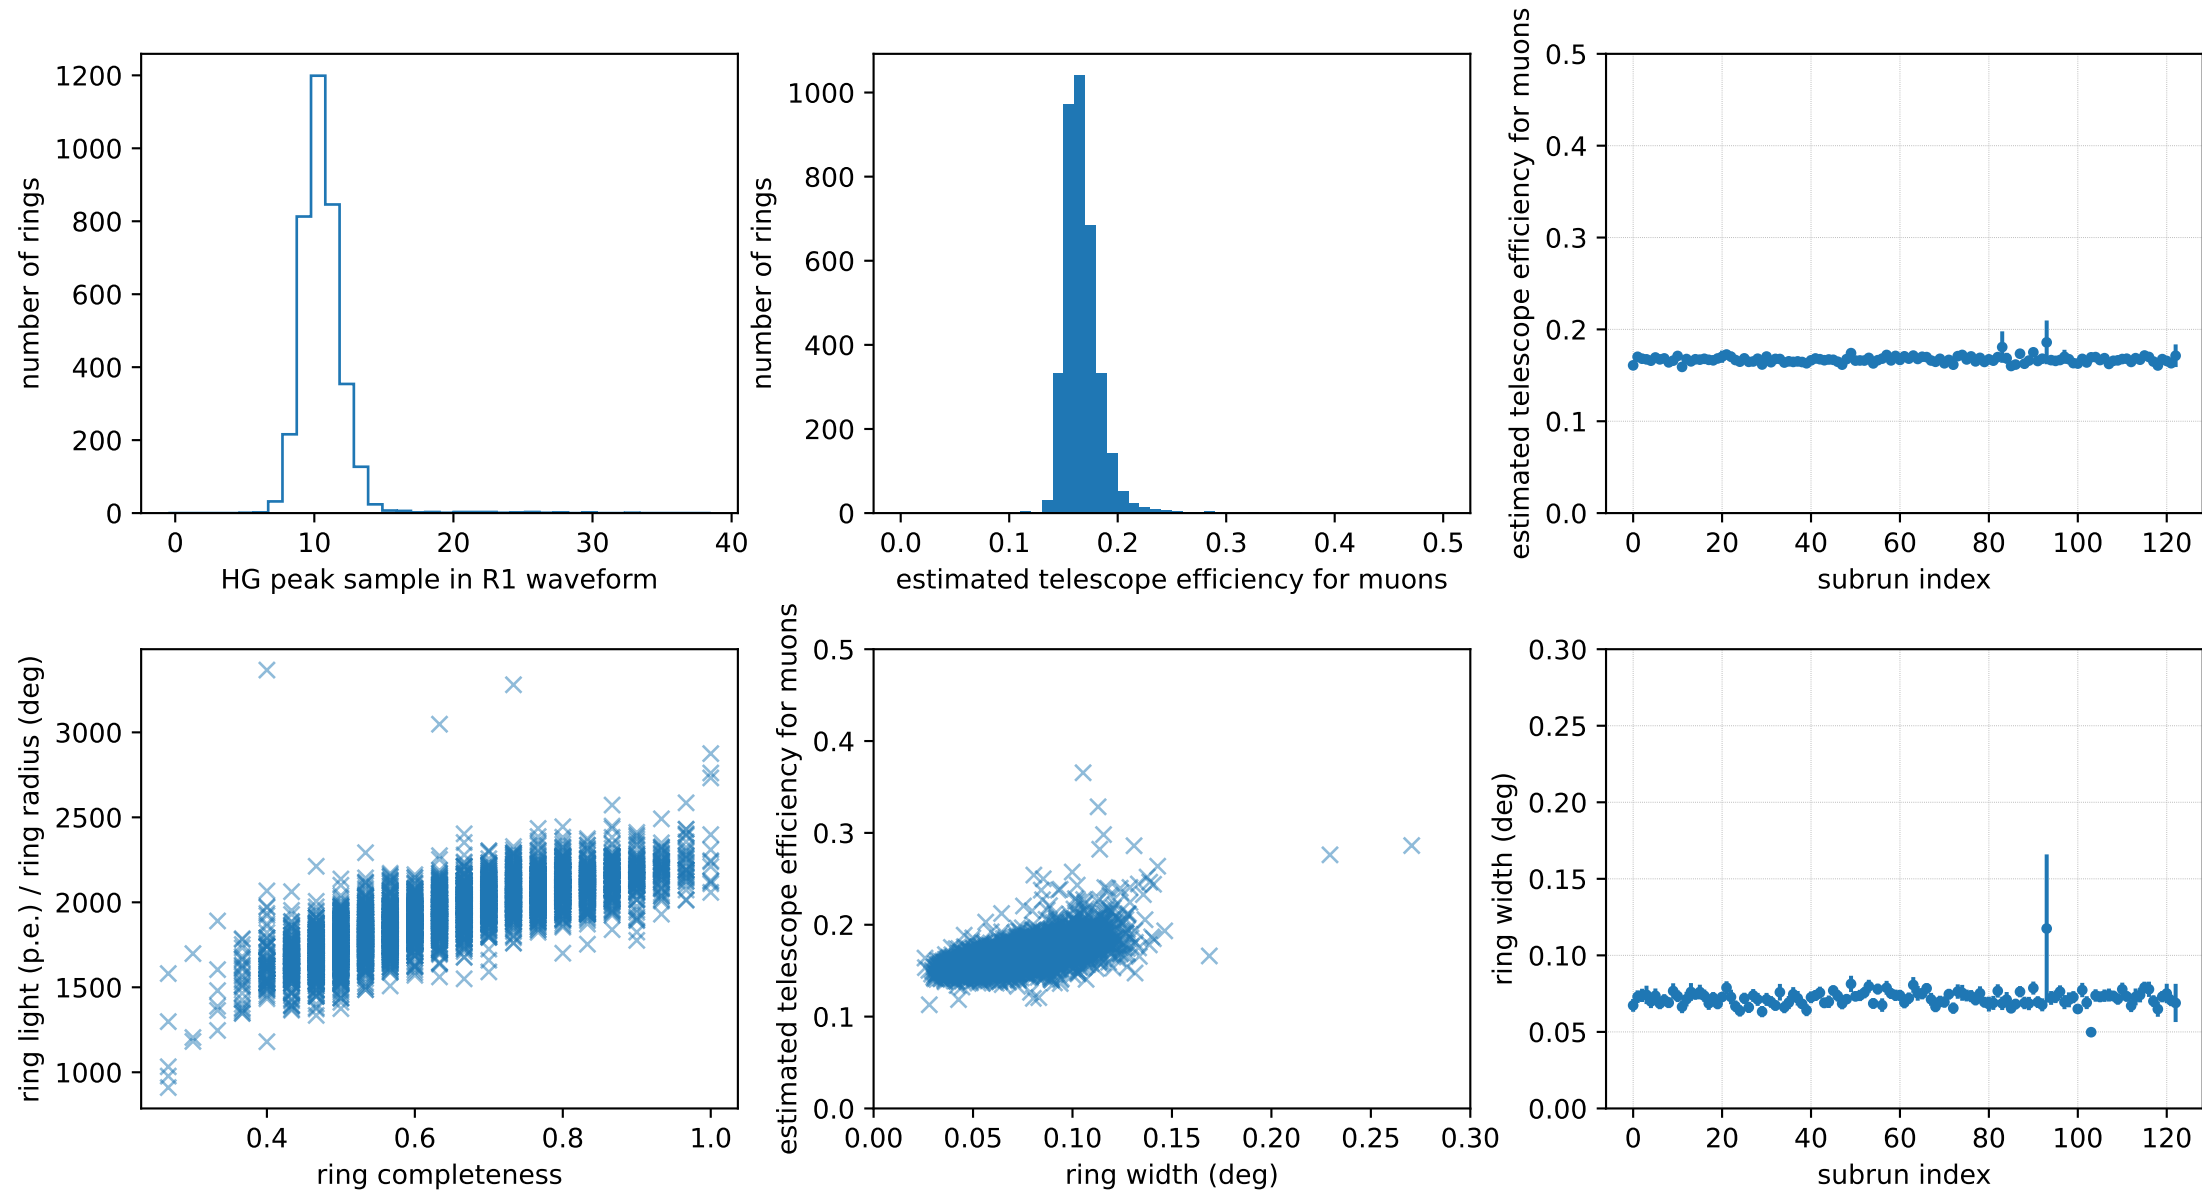 number of rings
1200
1000
800
600
400
200
0
0 10 20 30 40
HG peak sample in R1 waveform
number of rings
1000
800
600
400
200
0
0.0 0.1 0.2 0.3 0.4 0.5
estimated telescope efficiency for muons
estimated telescope efficiency for muons
0.5
0.4
0.3
0.2
0.1
0.0
0 20 40 60 80 100 120
subrun index
ring light (p.e.) / ring radius (deg)
3000
2500
2000
1500
1000
0.4 0.6 0.8 1.0
ring completeness
estimated telescope efficiency for muons
0.5
0.4
0.3
0.2
0.1
0.0
0.00 0.05 0.10 0.15 0.20 0.25 0.30
ring width (deg)
ring width (deg)
0.30
0.25
0.20
0.15
0.10
0.05
0.00
0 20 40 60 80 100 120
subrun index